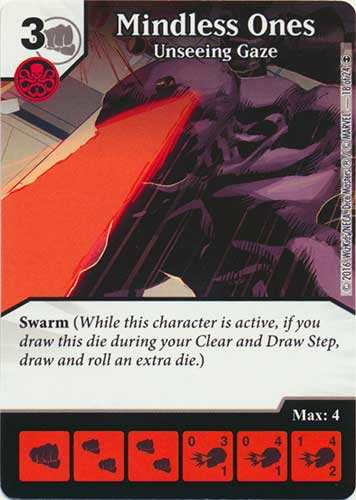 3
Mindless Ones
Unseeing Gaze
Swarm (While this character is active, if you
draw this die during your Clear and Draw Step,
draw and roll an extra die.)
Max: 4
0 3 1
0 4 1
1 4 2